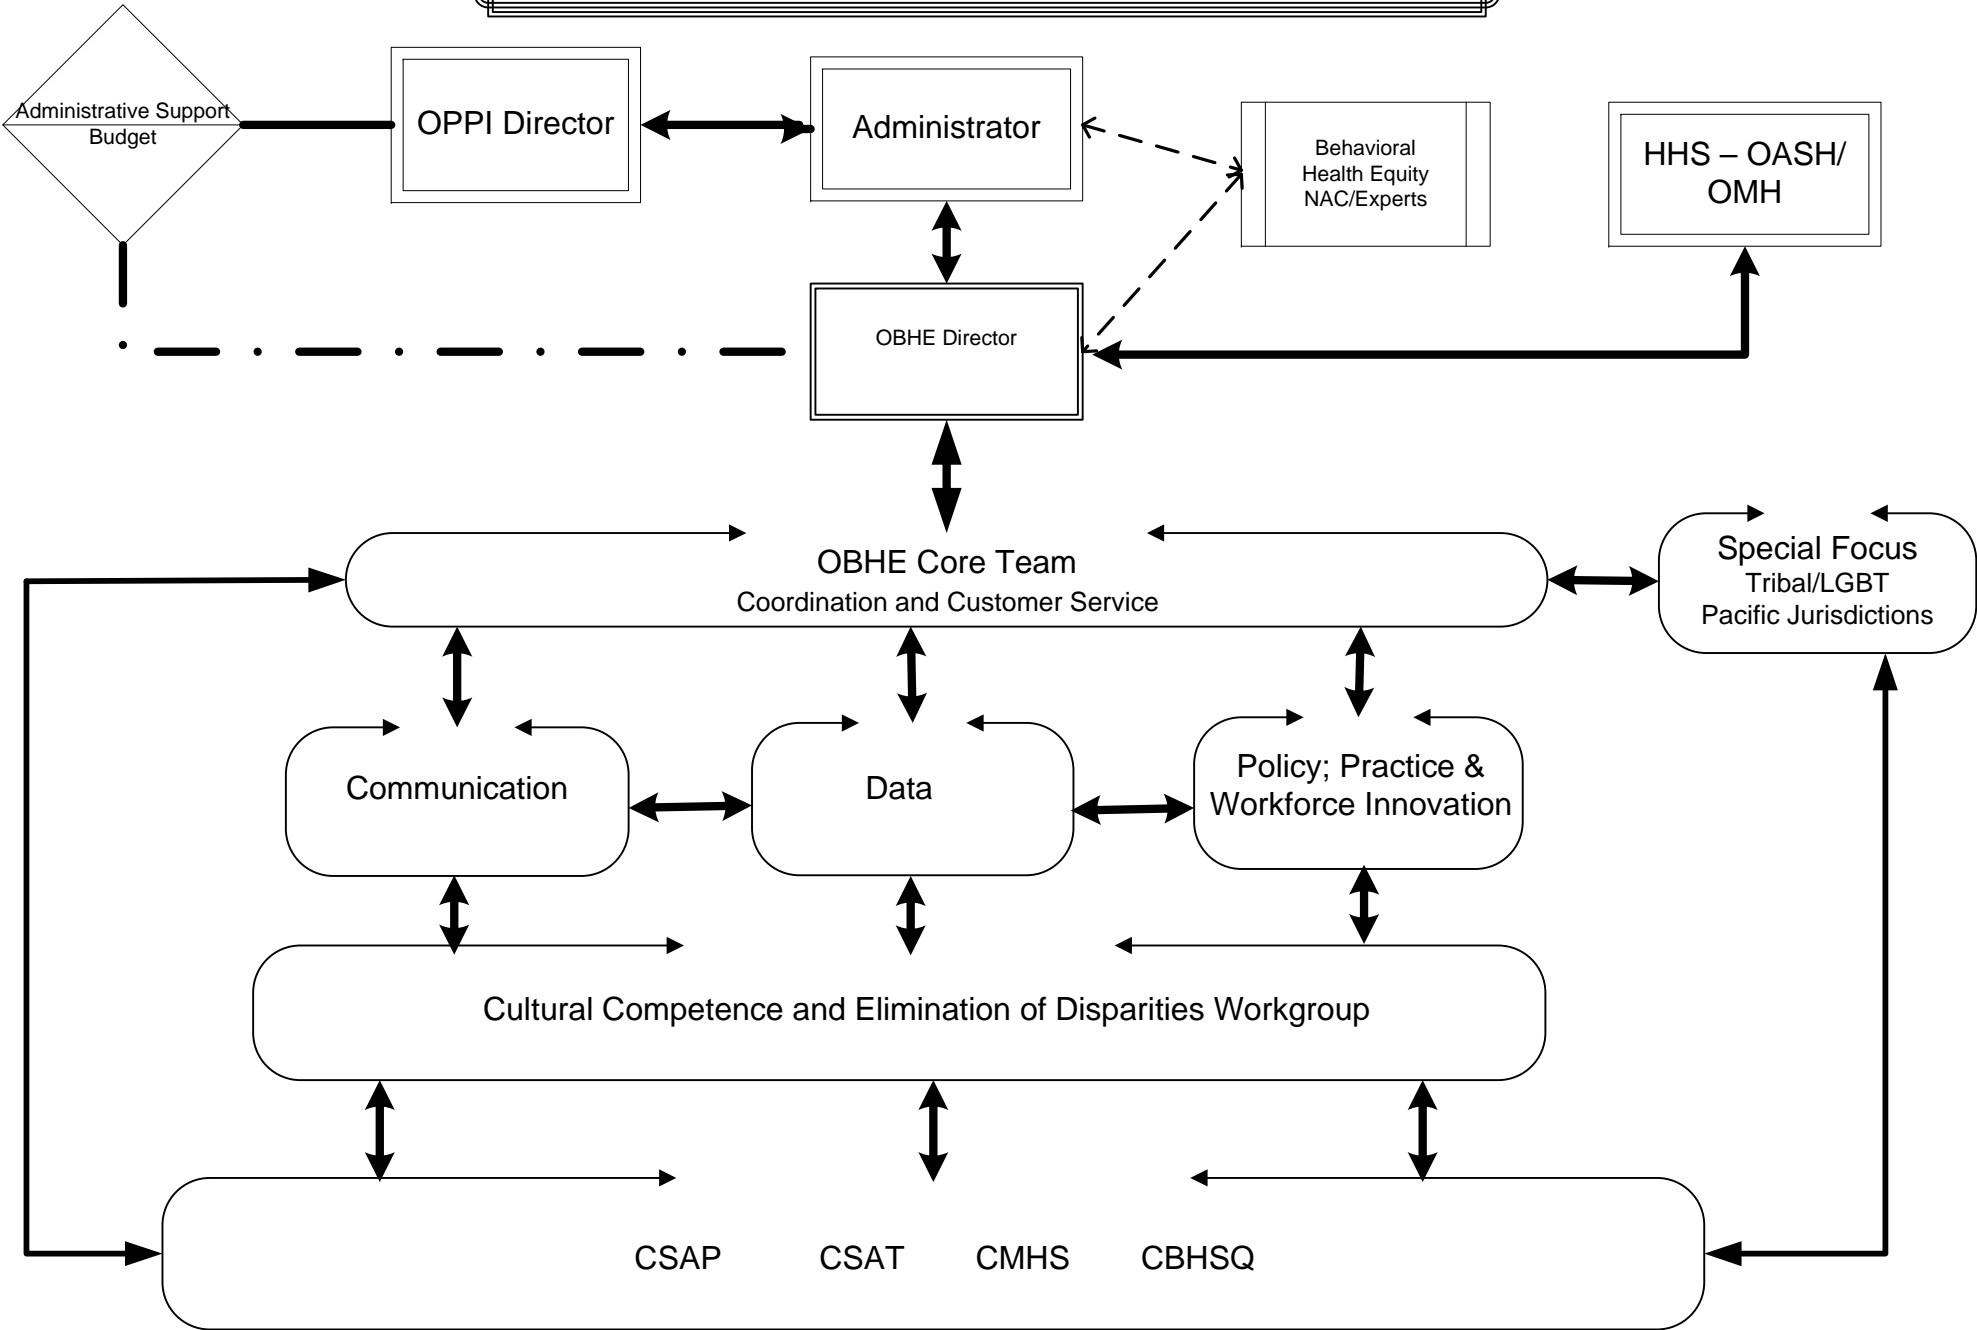 Administrative Support
Budget
OPPI Director
Administrator
Behavioral
Health Equity
NAC/Experts
HHS – OASH/
OMH
OBHE Director
OBHE Core Team
Coordination and Customer Service
Special Focus
Tribal/LGBT
Pacific Jurisdictions
Communication
Data
Policy; Practice &
Workforce Innovation
Cultural Competence and Elimination of Disparities Workgroup
CSAP CSAT CMHS CBHSQ